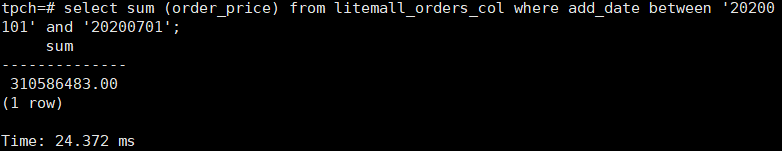 tpch=# select sum (order_price) from litemall_orders_col where add_date between '20200
101' and '20200701';
     sum
--------------
 310586483.00
(1 row)

Time: 24.372 ms